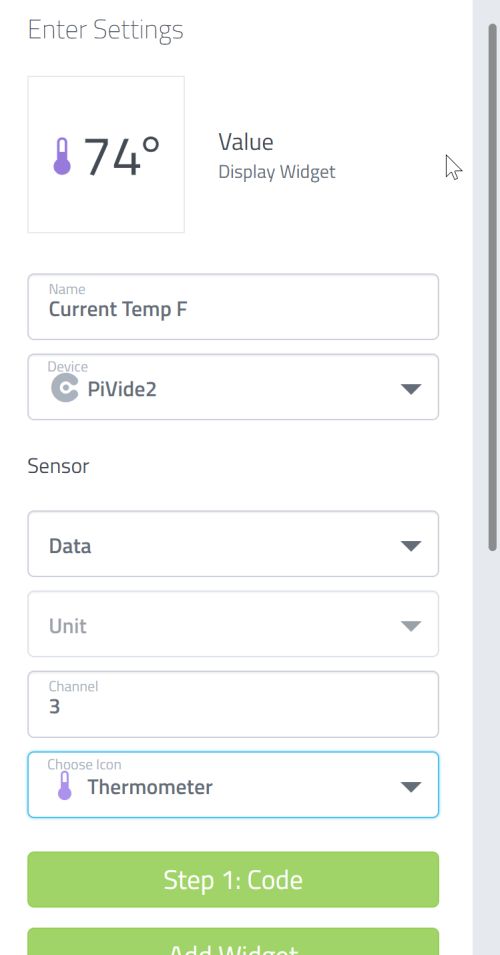 Enter Settings
74°
Value
Display Widget
Name
Current Temp F
Device
PiVide2
Sensor
Data
Unit
Channel
3
Choose Icon
Thermometer
Step 1: Code
Add Widget